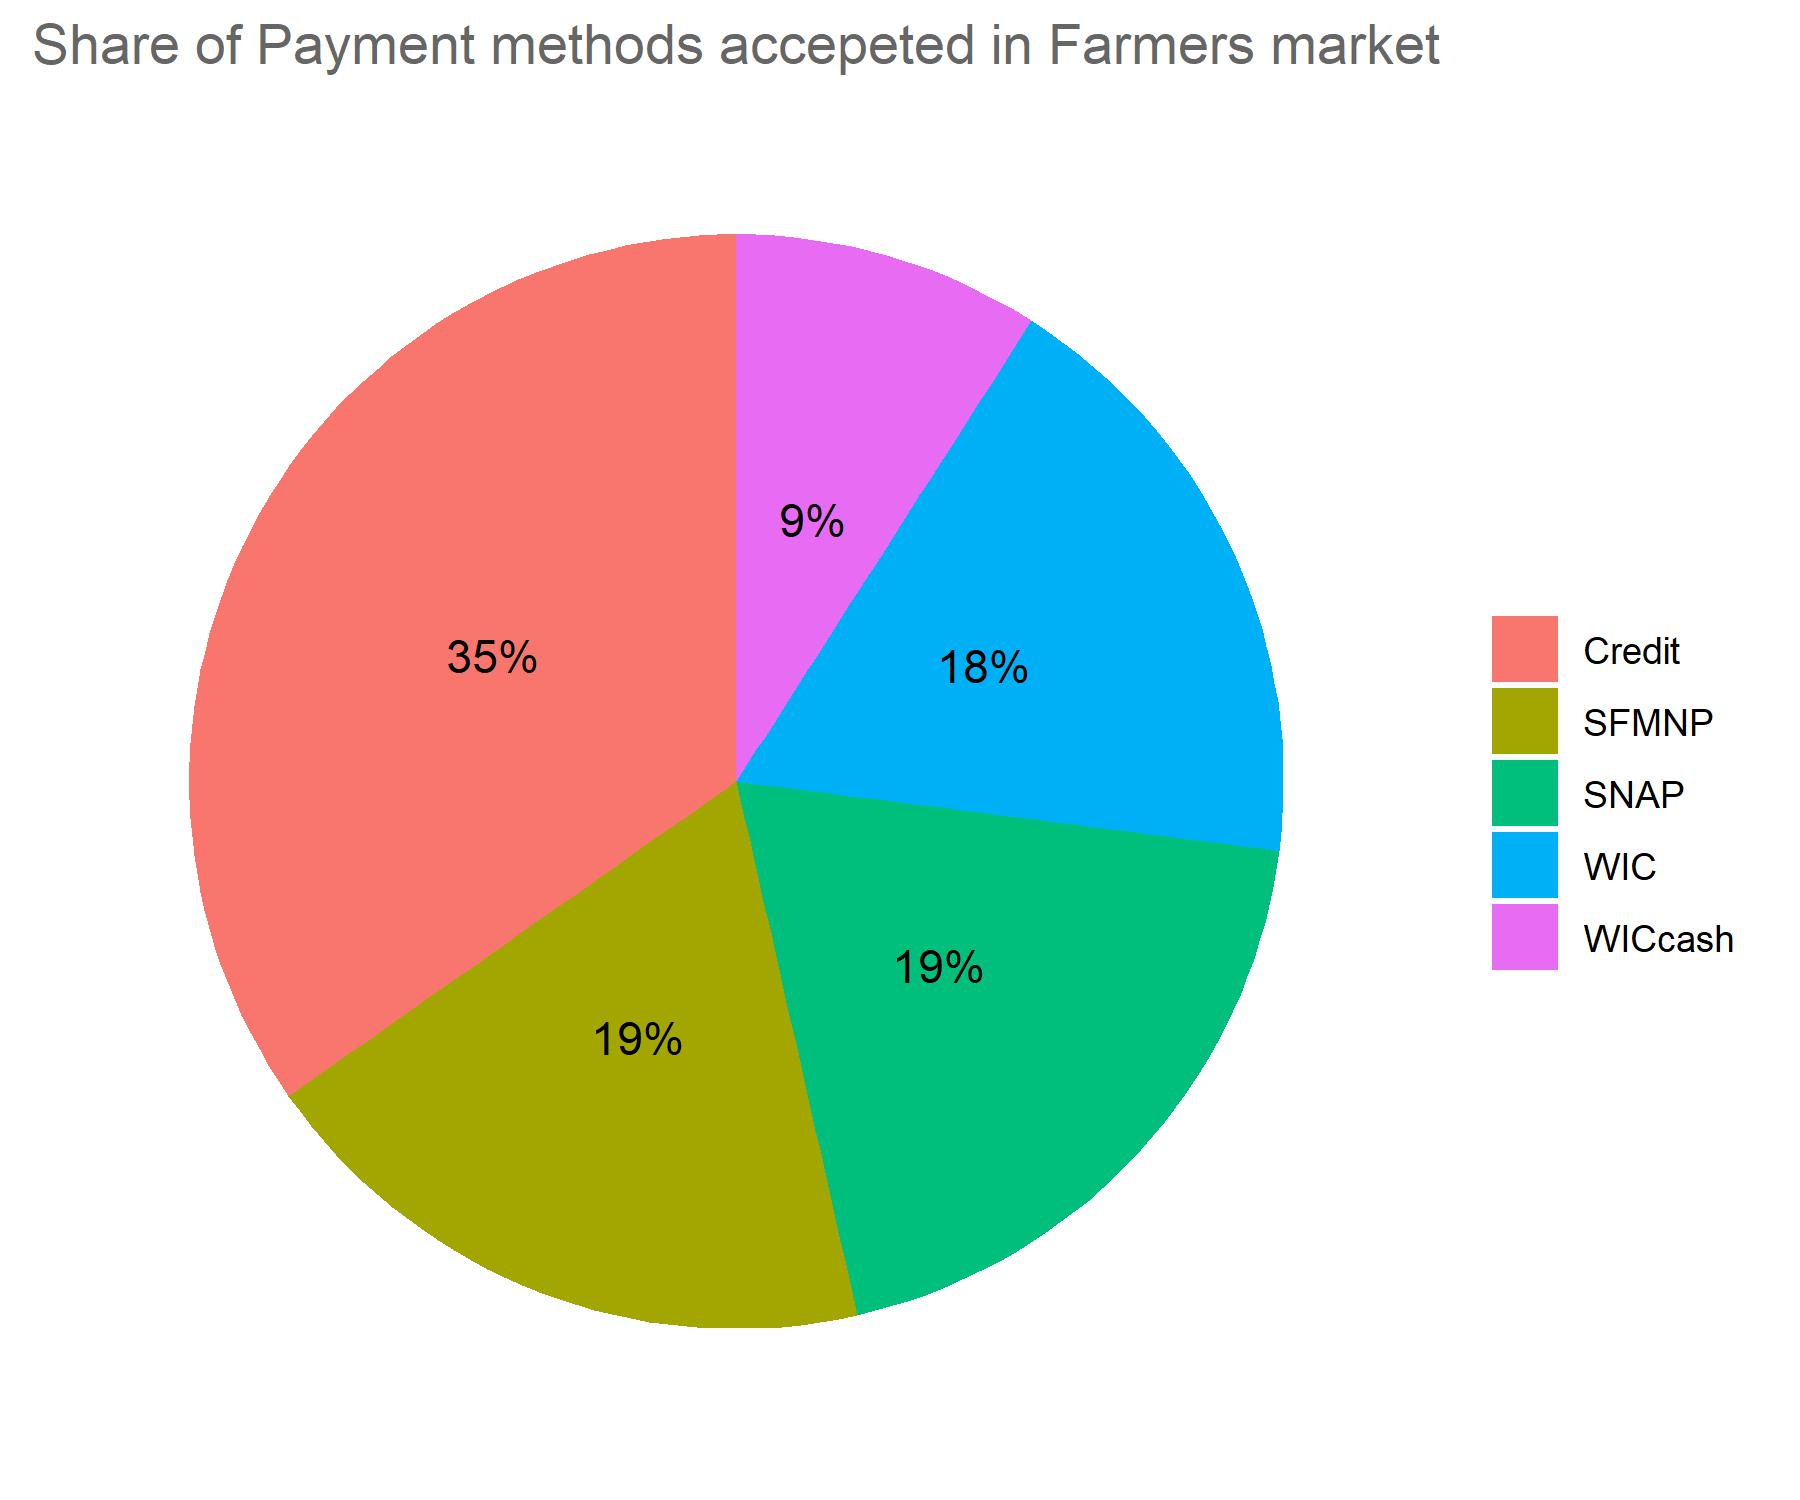 Share of Payment methods accepeted in Farmers market
9%
35%
18%
19%
19%
Credit
SFMNP
SNAP
WIC
WICcash